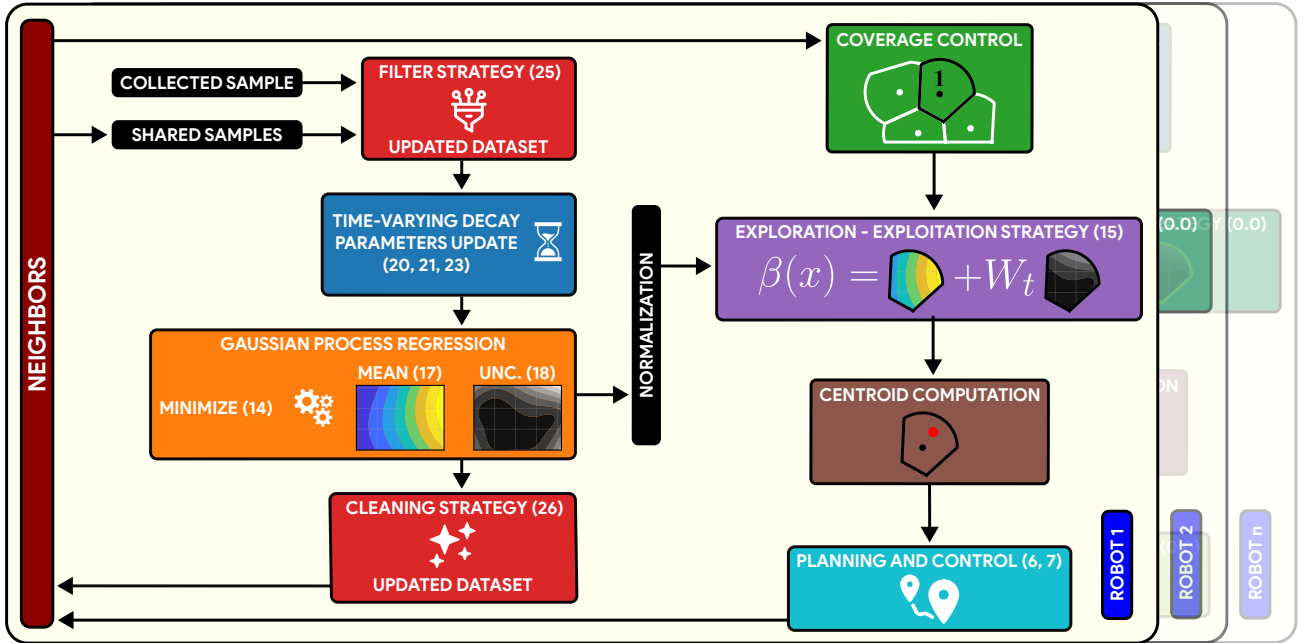 NEIGHBORS
COLLECTED SAMPLE
SHARED SAMPLES
FILTER STRATEGY (25)
UPDATED DATASET
TIME-VARYING DECAY
PARAMETERS UPDATE
(20, 21, 23)
GAUSSIAN PROCESS REGRESSION
MINIMIZE (14)
MEAN (17)
UNC. (18)
CLEANING STRATEGY (26)
UPDATED DATASET
NORMALIZATION
COVERAGE CONTROL
1
EXPLORATION - EXPLOITATION STRATEGY (15)
β(x) = +W_t
CENTROID COMPUTATION
PLANNING AND CONTROL (6, 7)
ROBOT 1
ROBOT 2
ROBOT n
(0.0)
GY (0.0)